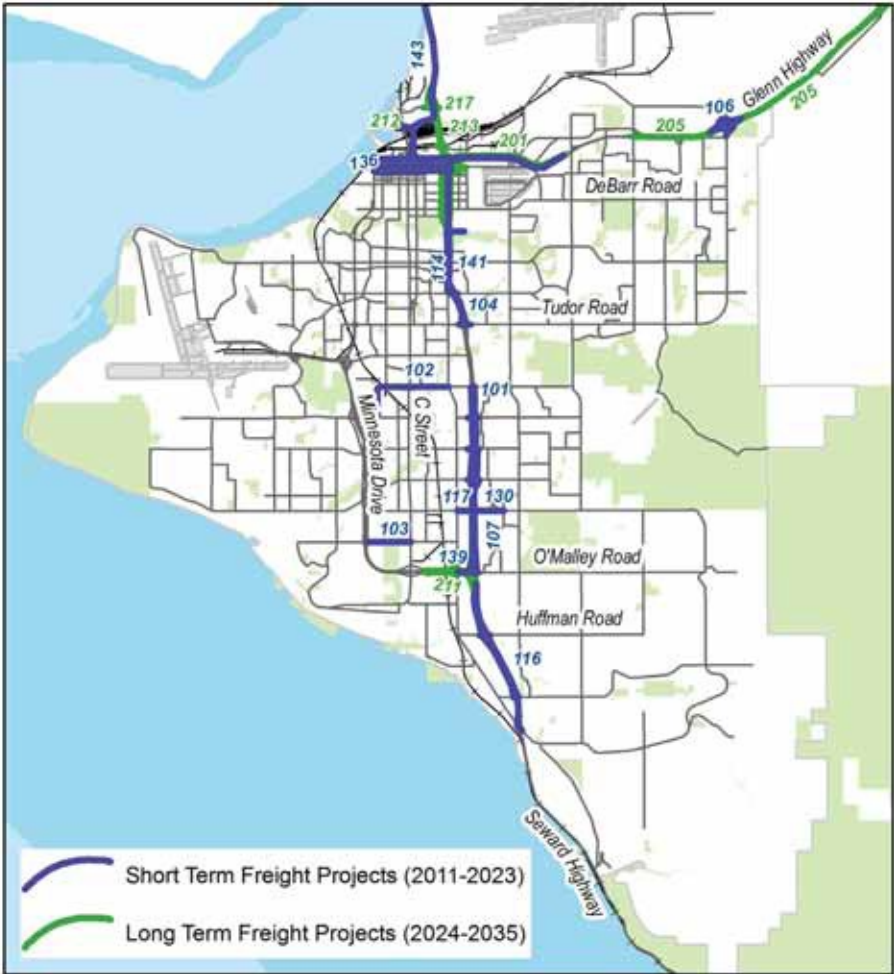 143
217
106
Glenn Highway
212
213
205
205
201
136
DeBarr Road
114
141
104
Tudor Road
102
101
Minnesota Drive
C Street
117
130
103
107
139
O'Malley Road
211
Huffman Road
116
Seward Highway
Short Term Freight Projects (2011-2023)
Long Term Freight Projects (2024-2035)